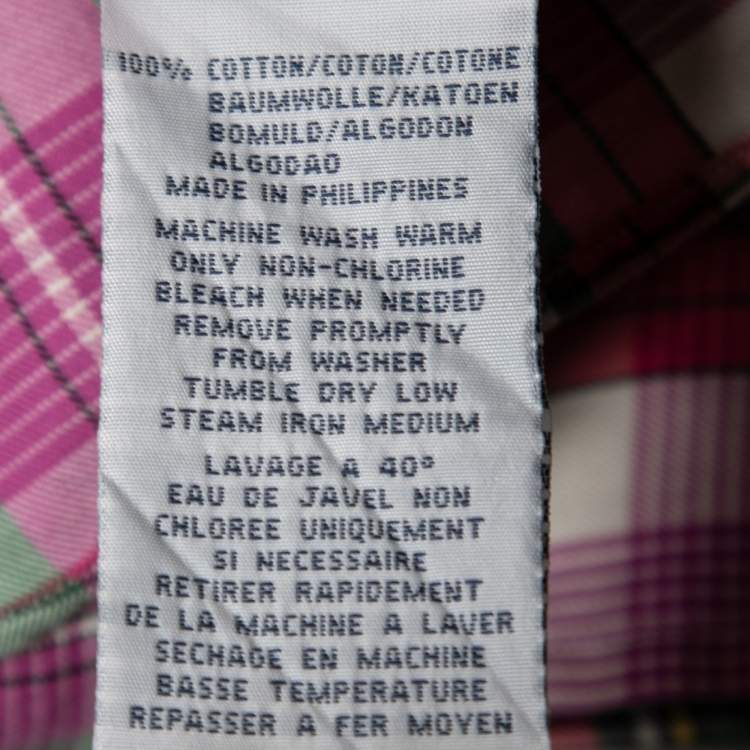 100% COTTON/COTON/COTONE
BAUMWOLLE/KATOEN
BOMULD/ALGODON
ALGODAO
MADE IN PHILIPPINES
MACHINE WASH WARM
ONLY NON-CHLORINE
BLEACH WHEN NEEDED
REMOVE PROMPTLY
FROM WASHER
TUMBLE DRY LOW
STEAM IRON MEDIUM
LAVAGE A 40°
EAU DE JAVEL NON
CHLOREE UNIQUEMENT
SI NECESSAIRE
RETIRER RAPIDEMENT
DE LA MACHINE A LAVER
SECHAGE EN MACHINE
BASSE TEMPERATURE
REPASSER A FER MOYEN